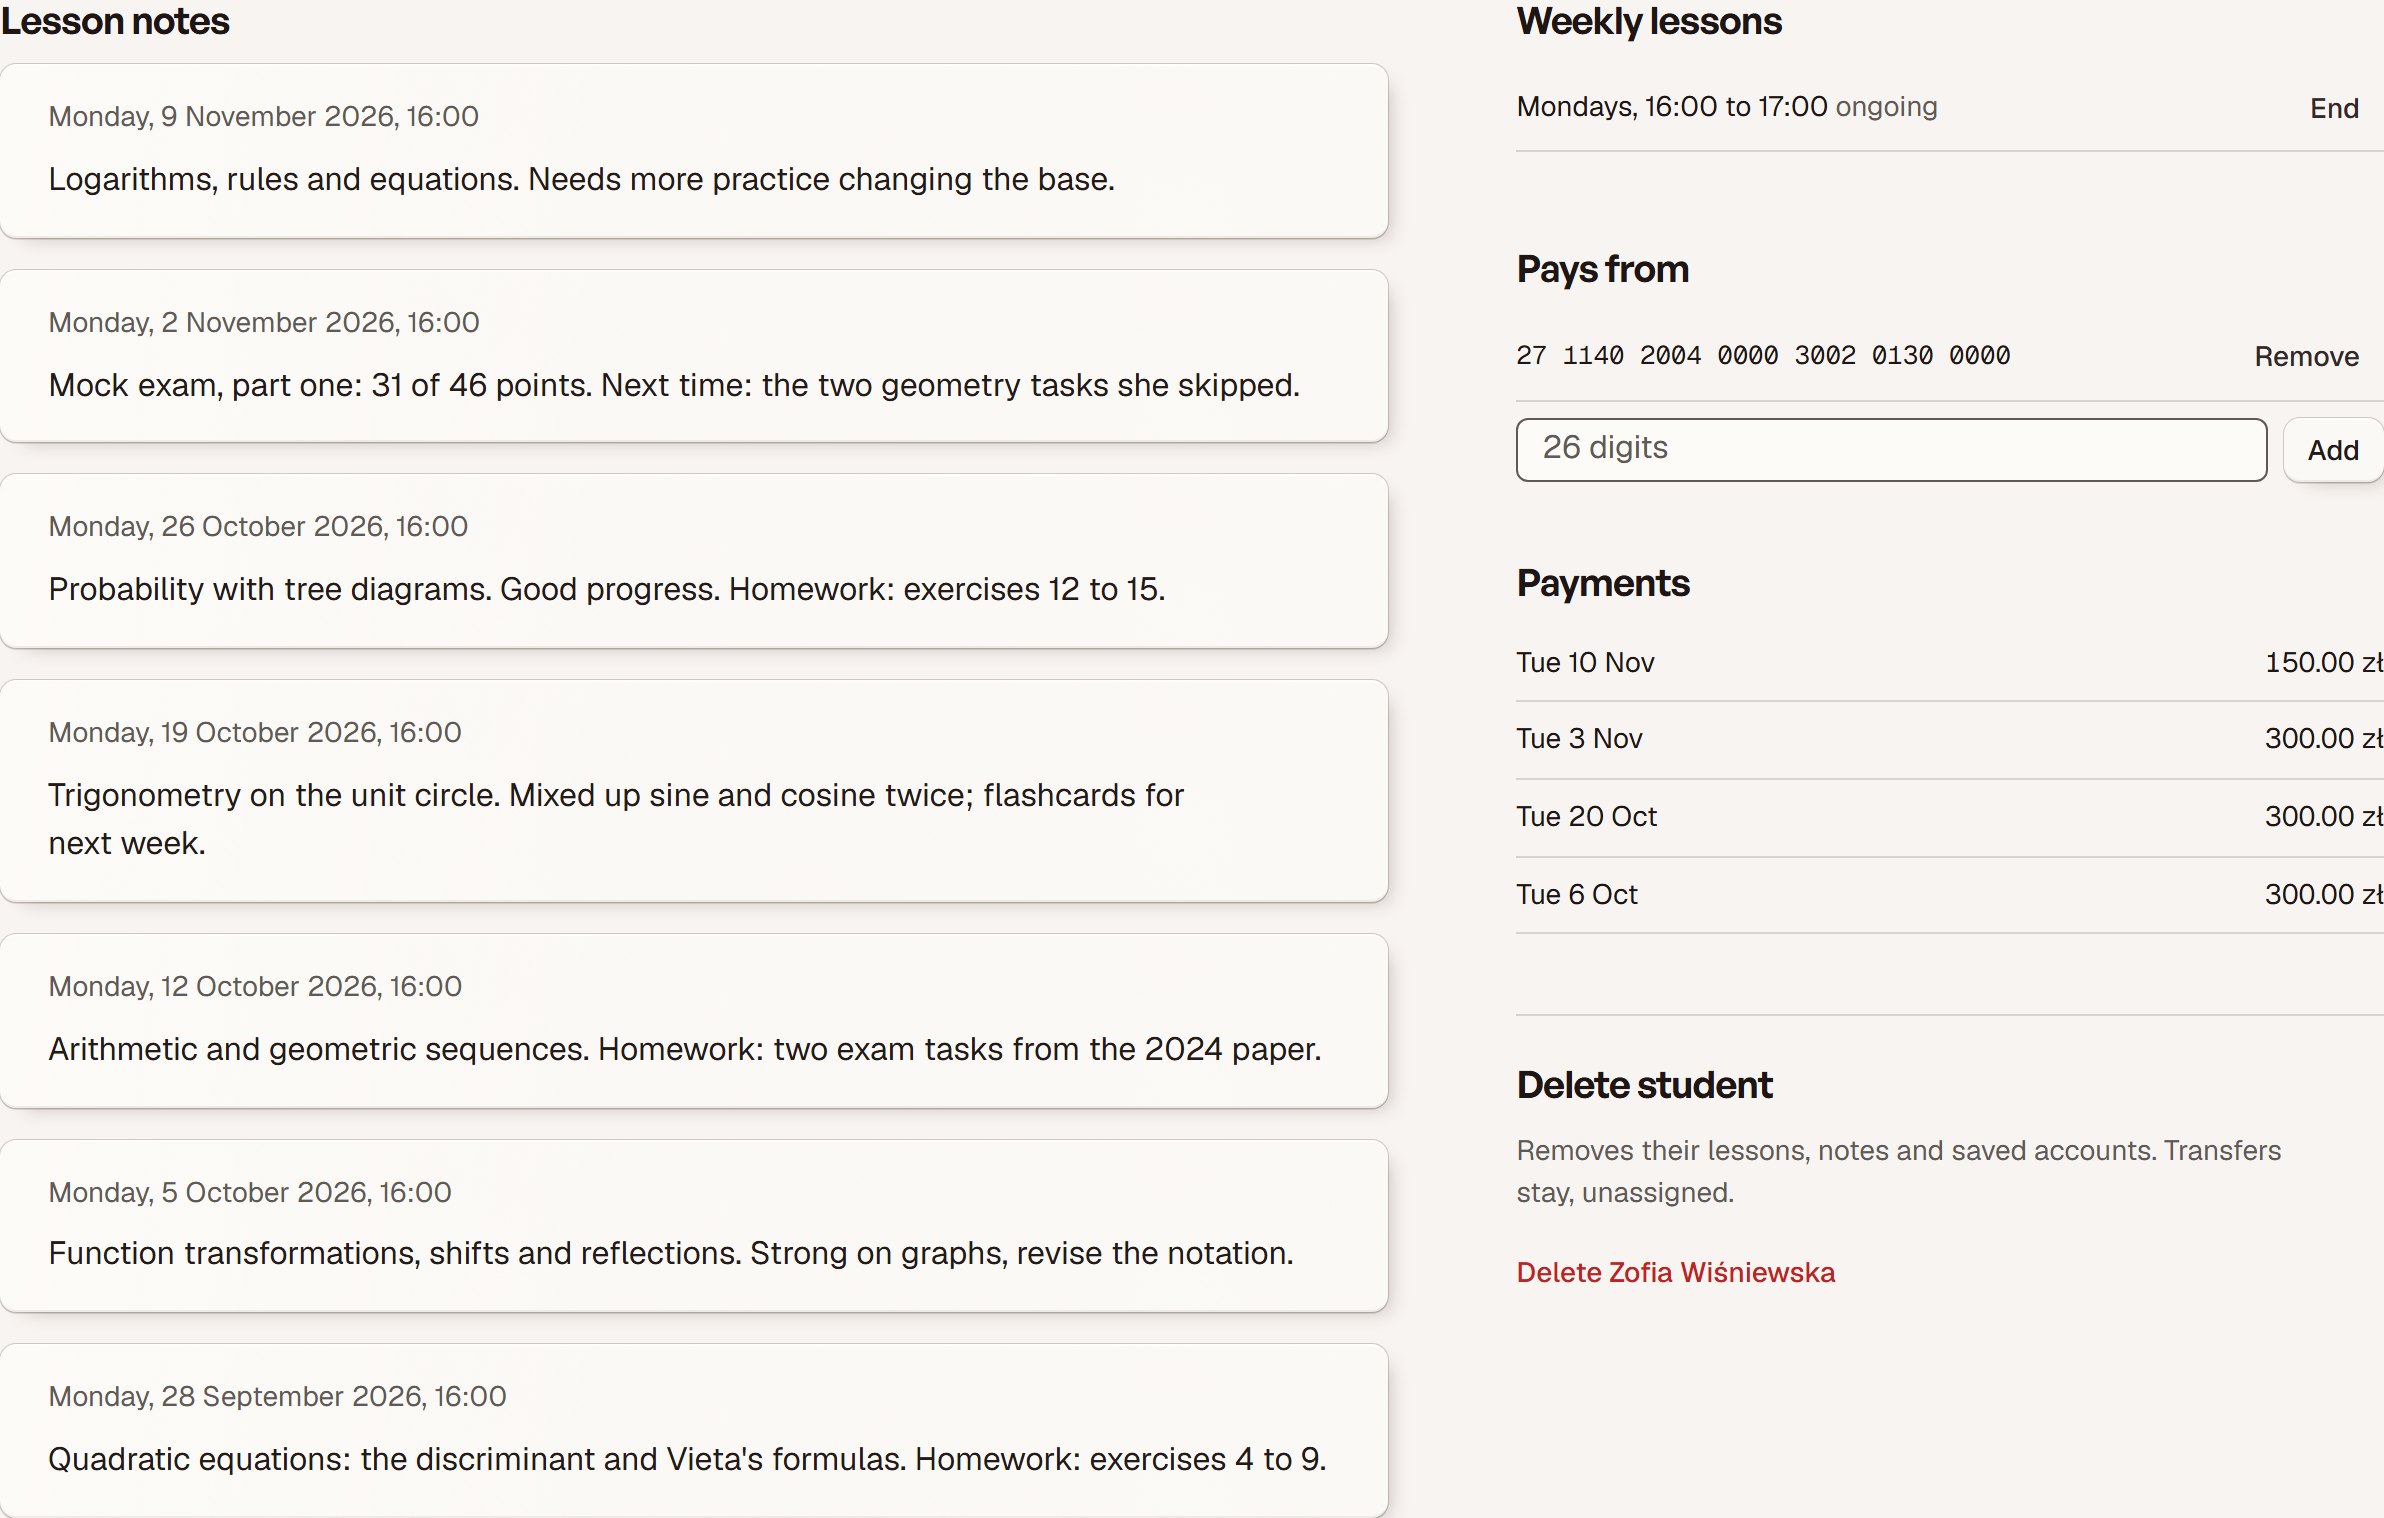 Lesson notes
Monday, 9 November 2026, 16:00
Logarithms, rules and equations. Needs more practice changing the base.
Monday, 2 November 2026, 16:00
Mock exam, part one: 31 of 46 points. Next time: the two geometry tasks she skipped.
Monday, 26 October 2026, 16:00
Probability with tree diagrams. Good progress. Homework: exercises 12 to 15.
Monday, 19 October 2026, 16:00
Trigonometry on the unit circle. Mixed up sine and cosine twice; flashcards for
next week.
Monday, 12 October 2026, 16:00
Arithmetic and geometric sequences. Homework: two exam tasks from the 2024 paper.
Monday, 5 October 2026, 16:00
Function transformations, shifts and reflections. Strong on graphs, revise the notation.
Monday, 28 September 2026, 16:00
Quadratic equations: the discriminant and Vieta's formulas. Homework: exercises 4 to 9.
Weekly lessons
Mondays, 16:00 to 17:00 ongoing End
Pays from
27 1140 2004 0000 3002 0130 0000 Remove
26 digits Add
Payments
Tue 10 Nov 150.00 zł
Tue 3 Nov 300.00 zł
Tue 20 Oct 300.00 zł
Tue 6 Oct 300.00 zł
Delete student
Removes their lessons, notes and saved accounts. Transfers
stay, unassigned.
Delete Zofia Wiśniewska